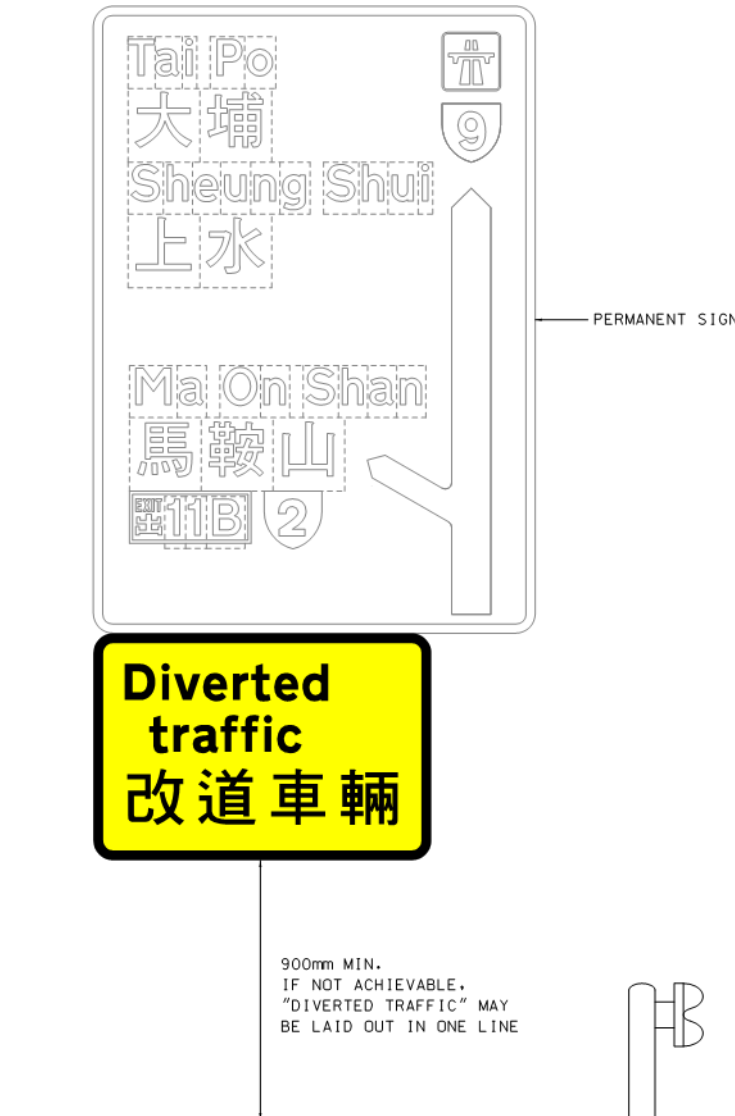 Tai Po
大埔
9
Sheung Shui
上水
PERMANENT SIGN
Ma On Shan
馬鞍山
EXIT
出 11B 2
Diverted
traffic
改道車輛
900mm MIN.
IF NOT ACHIEVABLE,
"DIVERTED TRAFFIC" MAY
BE LAID OUT IN ONE LINE